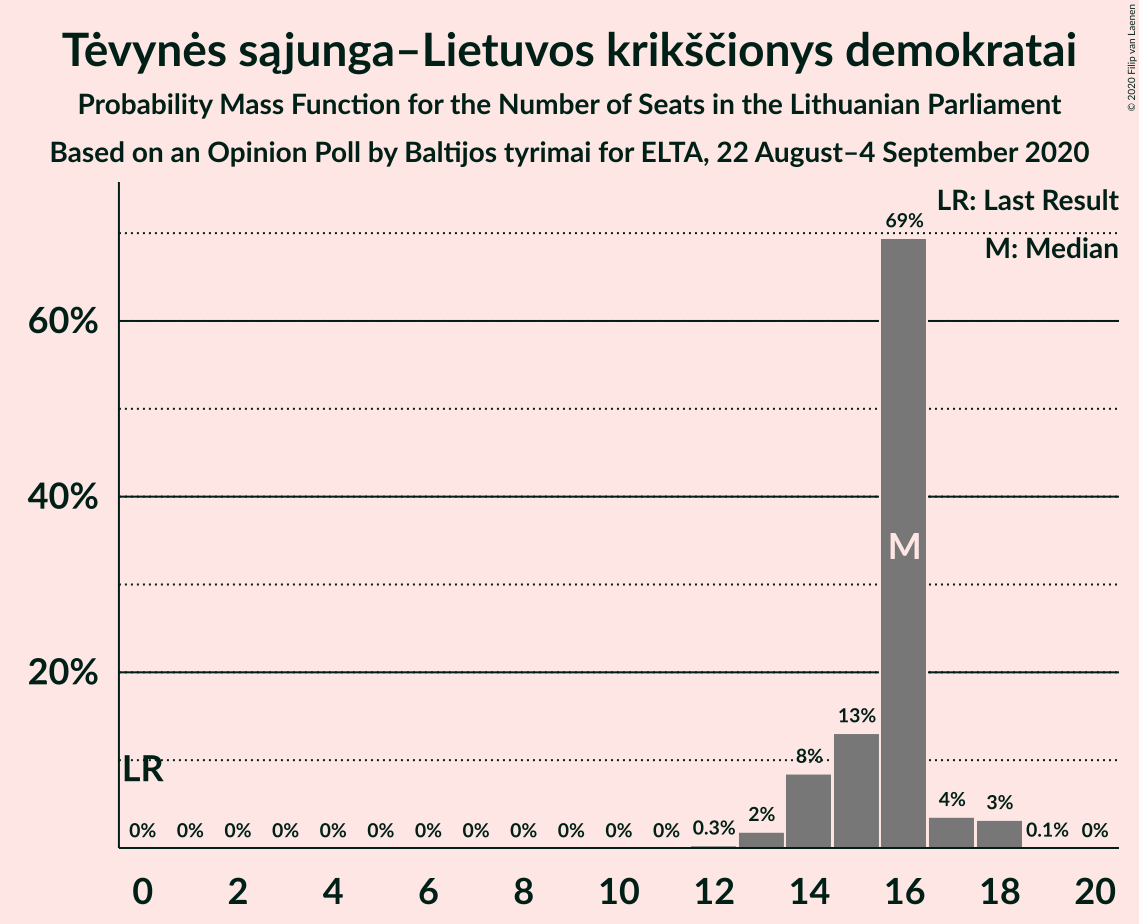 Tėvynės sąjunga–Lietuvos krikščionys demokratai
Probability Mass Function for the Number of Seats in the Lithuanian Parliament
Based on an Opinion Poll by Baltijos tyrimai for ELTA, 22 August–4 September 2020
© 2020 Filip van Laenen
LR: Last Result
M: Median
60%
40%
20%
LR
M
0% 0% 0% 0% 0% 0% 0% 0% 0% 0% 0% 0% 0.3% 2% 8% 13% 69% 4% 3% 0.1% 0%
0 2 4 6 8 10 12 14 16 18 20